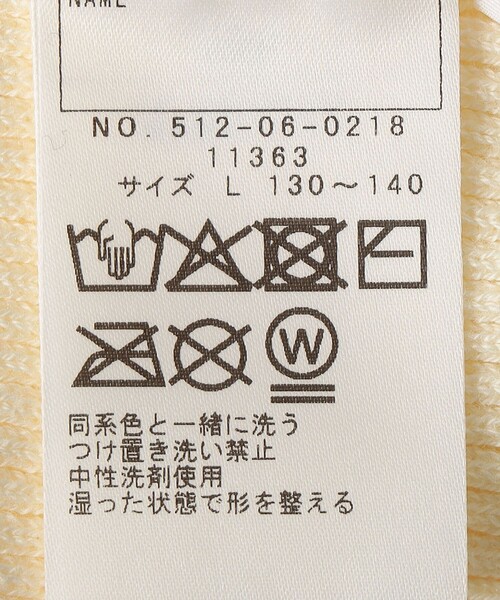 NAME
NO. 512-06-0218
11363
サイズ L 130～140
W
同系色と一緒に洗う
つけ置き洗い禁止
中性洗剤使用
湿った状態で形を整える